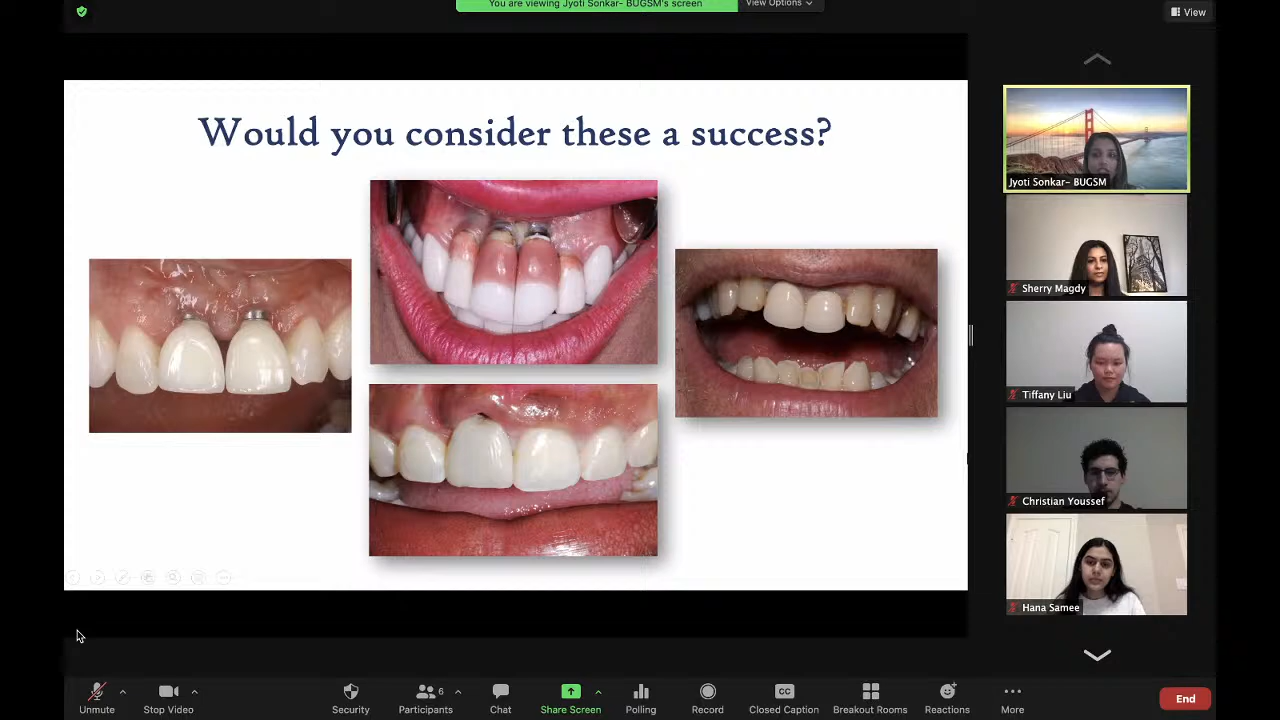 You are viewing Jyoti Sonkar- BUGSM's screen
View Options
View
Would you consider these a success?
Jyoti Sonkar- BUGSM
Sherry Magdy
Tiffany Liu
Christian Youssef
Hana Samee
Unmute
Stop Video
Security
Participants
6
Chat
Share Screen
Polling
Record
CC
Closed Caption
Breakout Rooms
Reactions
More
End